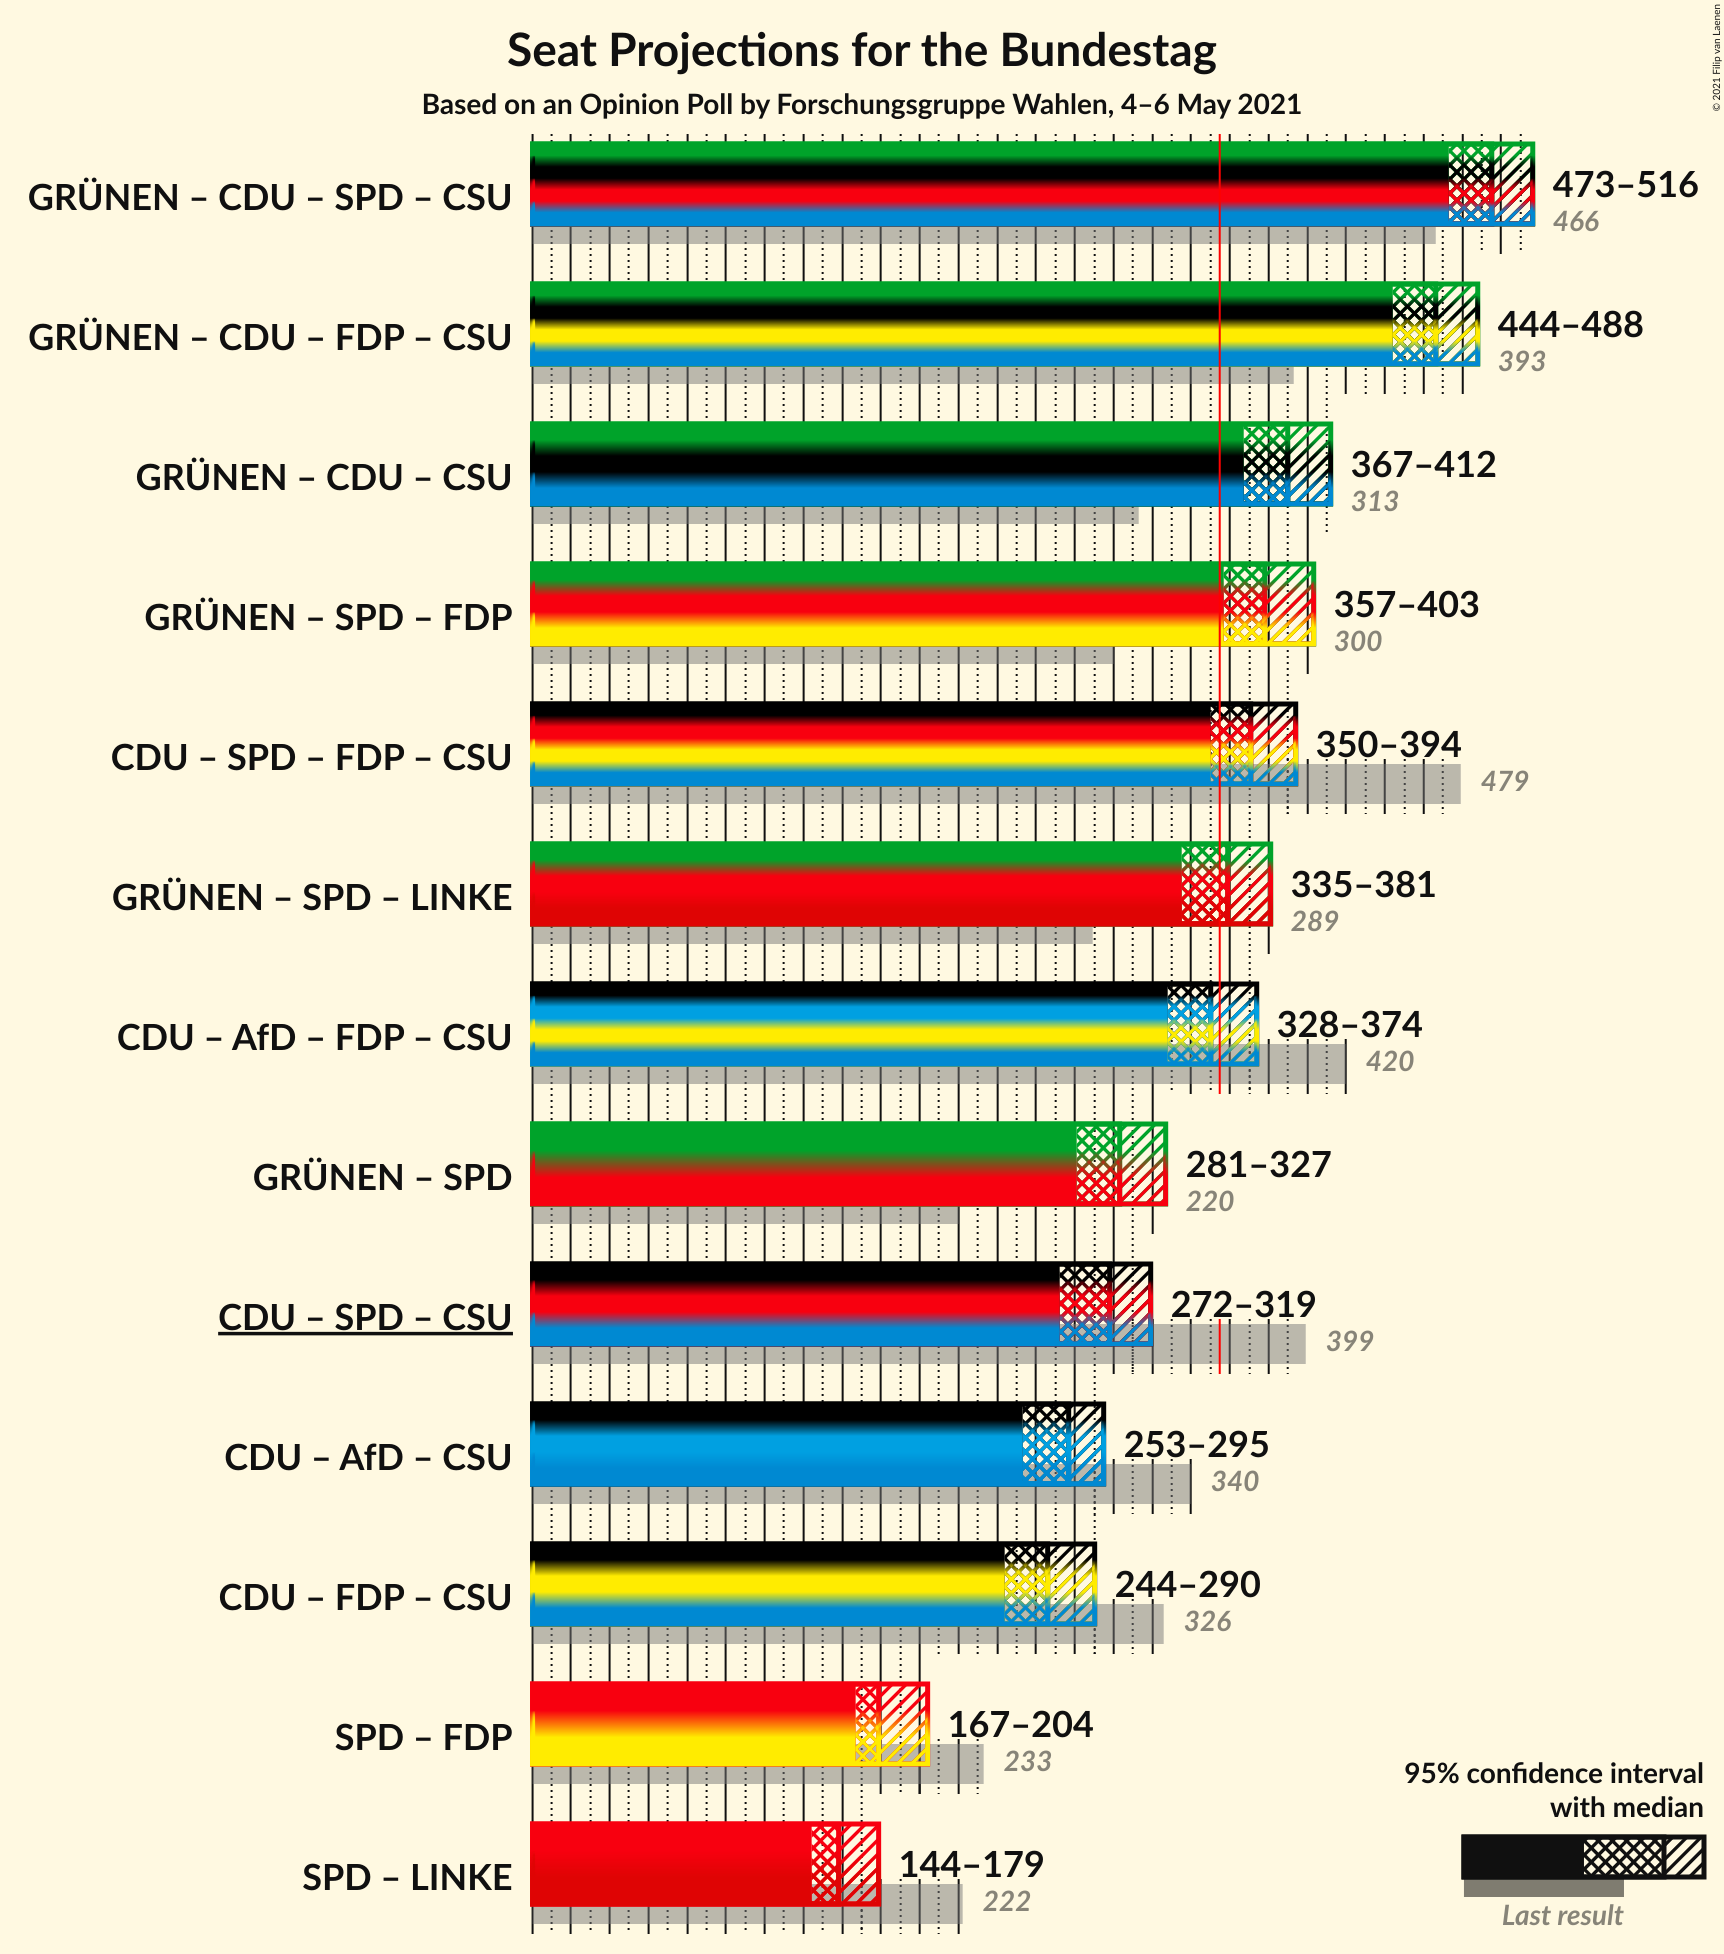 Seat Projections for the Bundestag
Based on an Opinion Poll by Forschungsgruppe Wahlen, 4–6 May 2021
© 2021 Filip van Laenen
GRÜNEN – CDU – SPD – CSU
473–516
466
GRÜNEN – CDU – FDP – CSU
444–488
393
GRÜNEN – CDU – CSU
367–412
313
GRÜNEN – SPD – FDP
357–403
300
CDU – SPD – FDP – CSU
350–394
479
GRÜNEN – SPD – LINKE
335–381
289
CDU – AfD – FDP – CSU
328–374
420
GRÜNEN – SPD
281–327
220
CDU – SPD – CSU
272–319
399
CDU – AfD – CSU
253–295
340
CDU – FDP – CSU
244–290
326
SPD – FDP
167–204
233
SPD – LINKE
144–179
222
95% confidence interval
with median
Last result